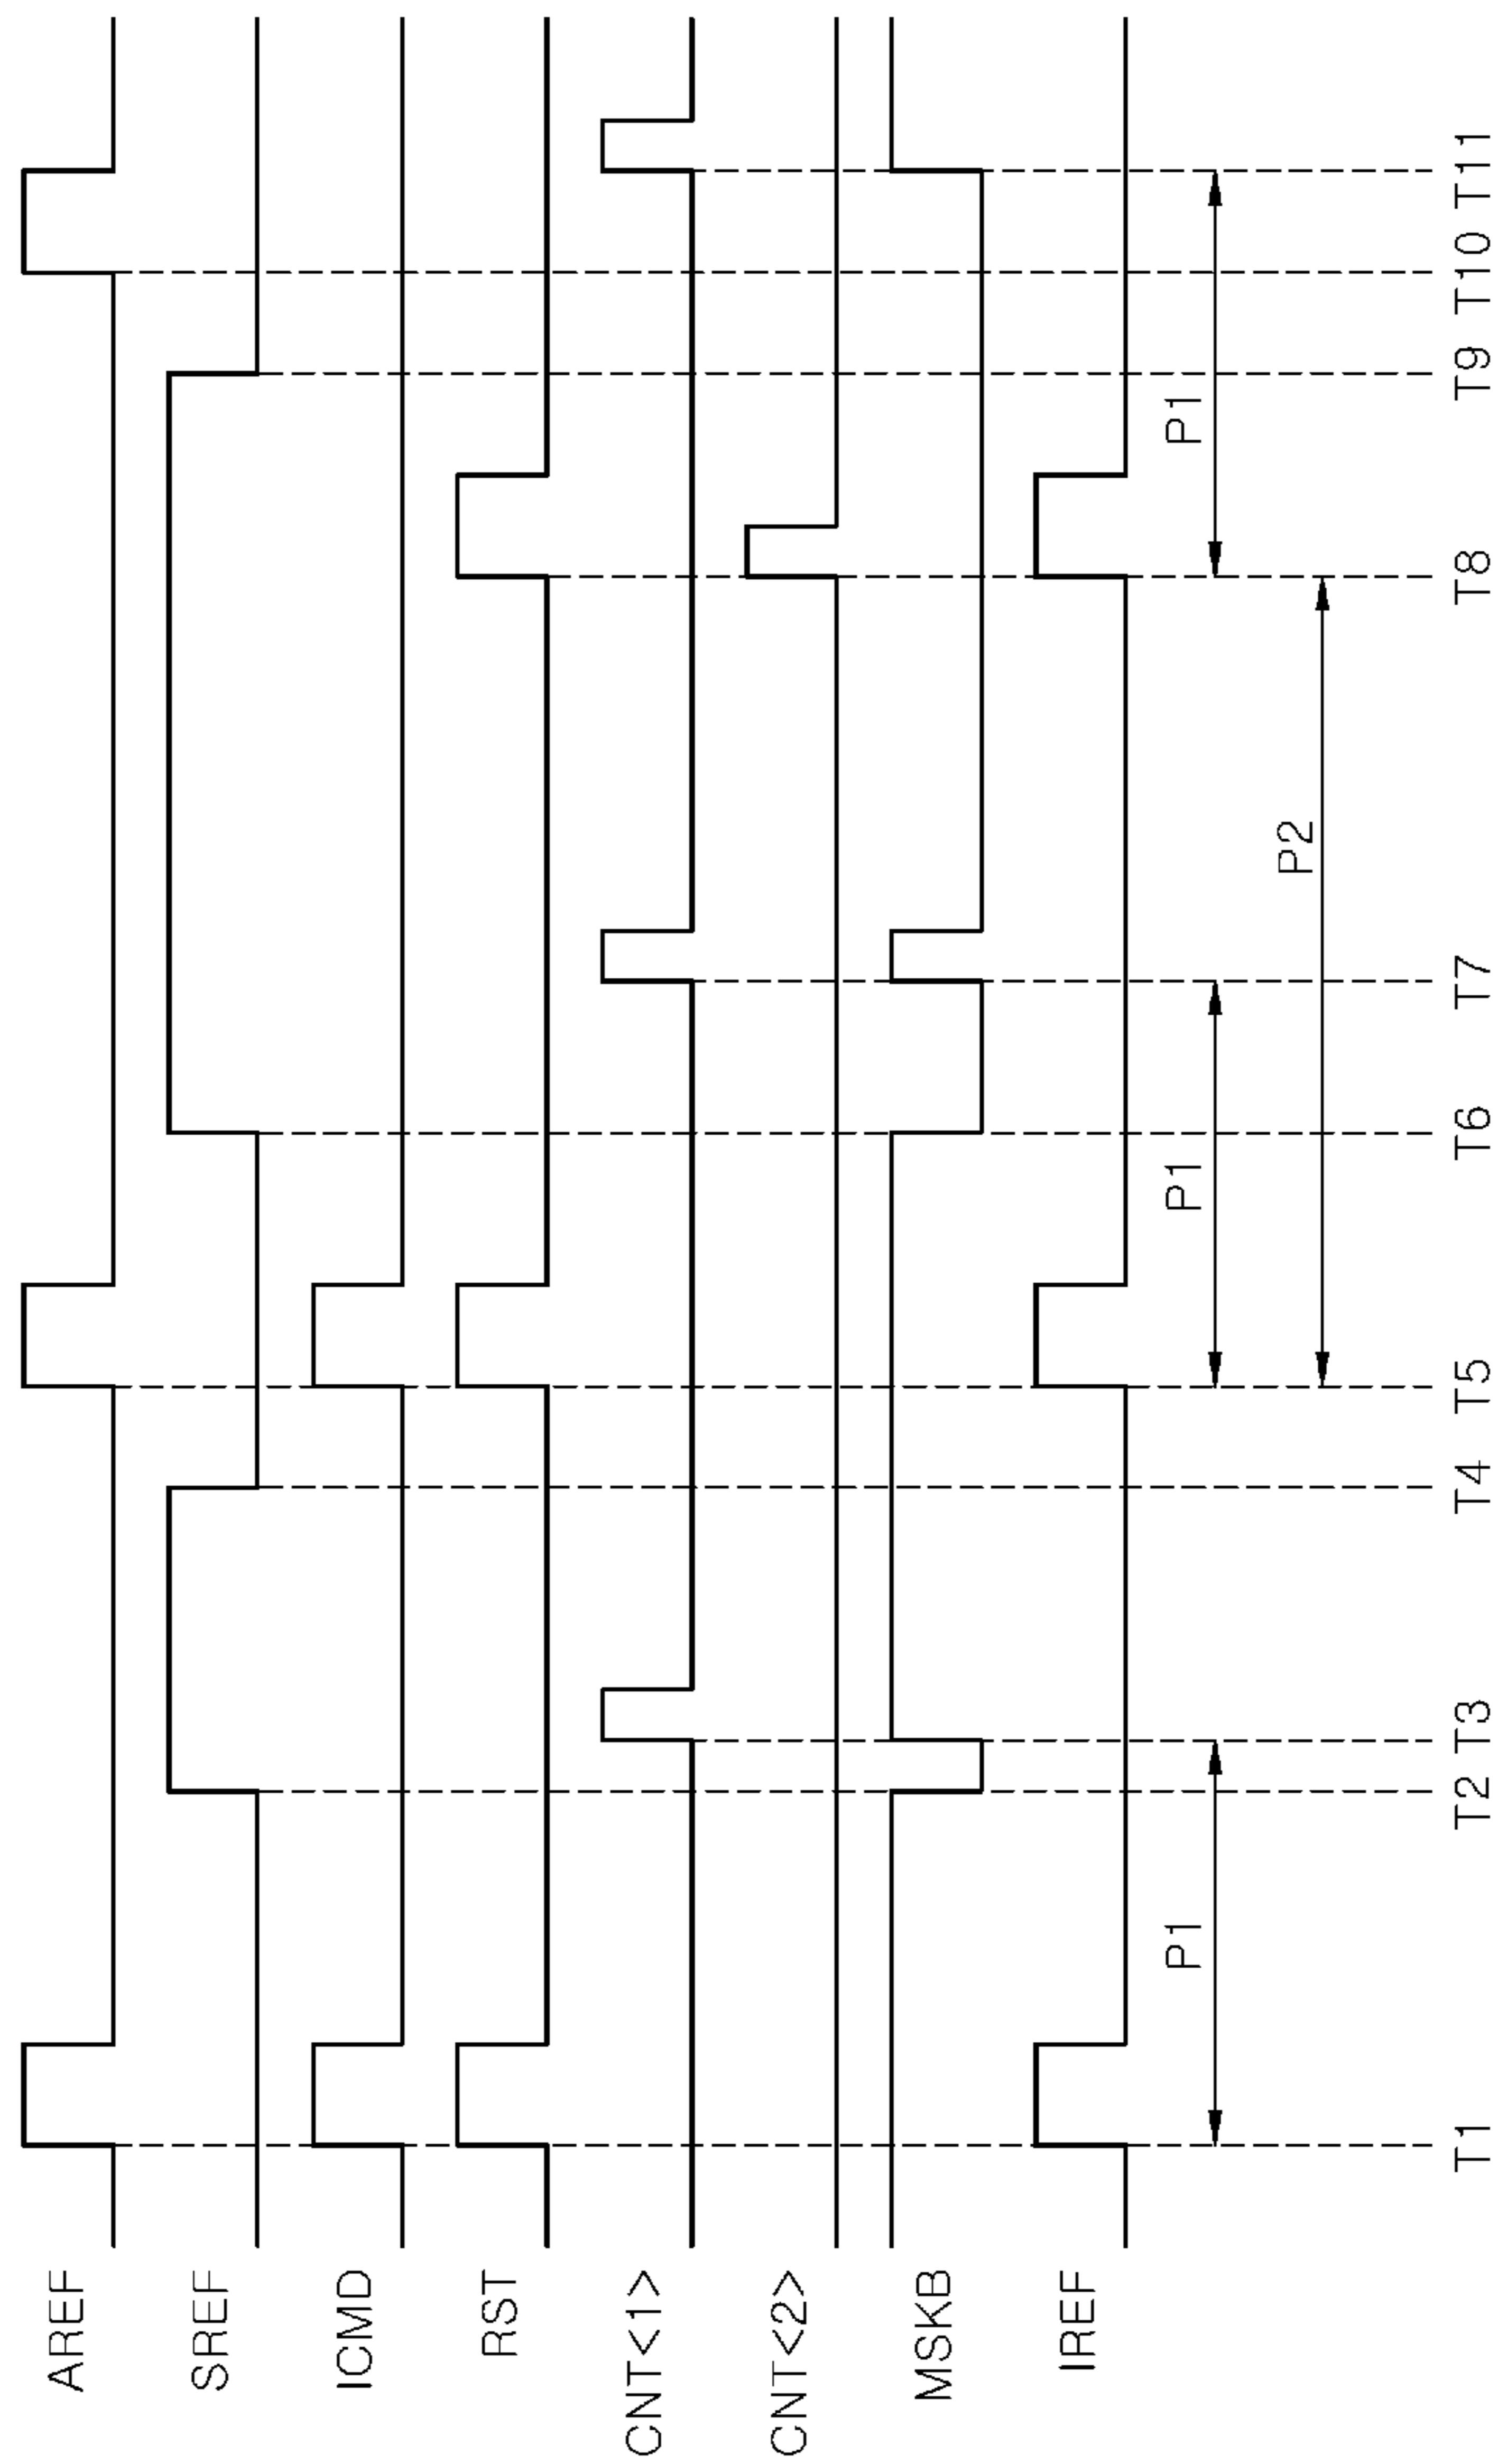 AREF
SREF
ICMD
RST
CNT<1>
CNT<2>
MSKB
IREF
P1
P1
P1
P2
T1 T2 T3 T4 T5 T6 T7 T8 T9 T10 T11